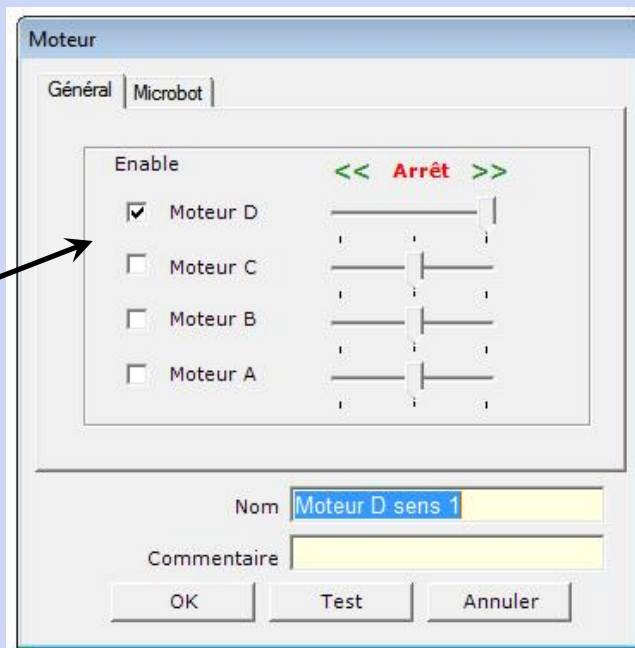 Moteur
Général Microbot
Enable << Arrêt >>
Moteur D
Moteur C
Moteur B
Moteur A
Nom Moteur D sens 1
Commentaire
OK Test Annuler